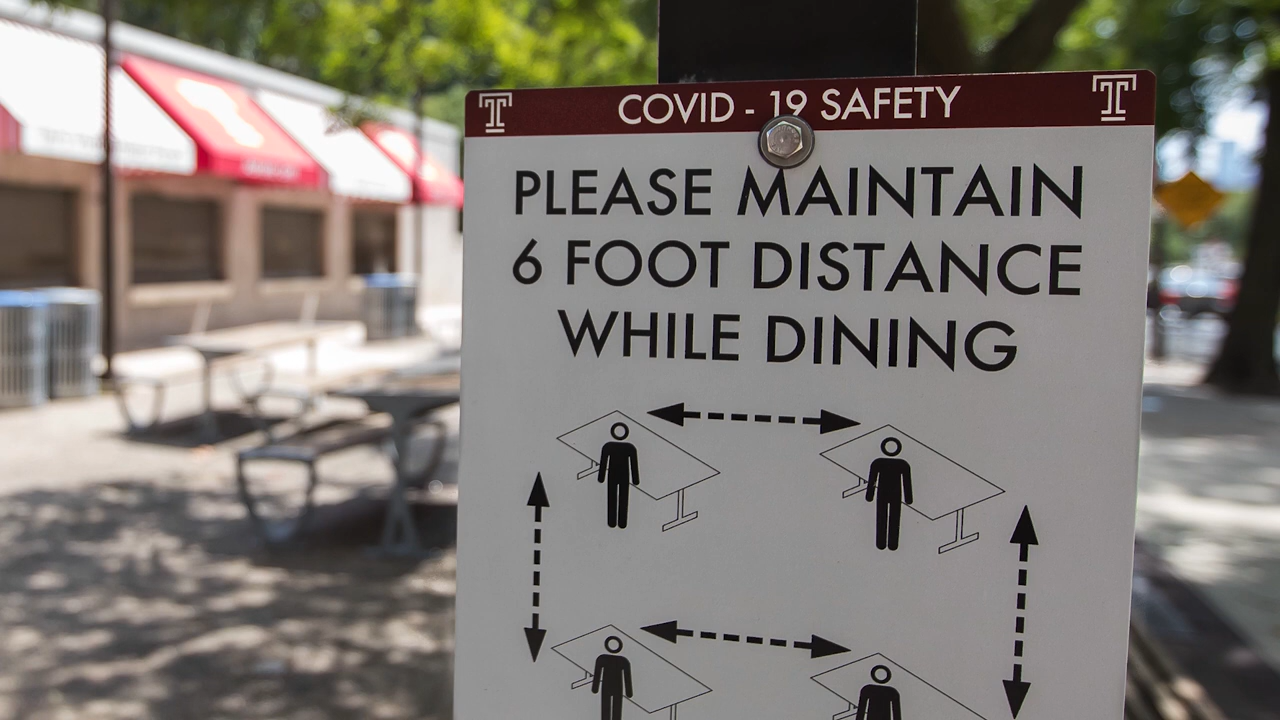 COVID - 19 SAFETY
PLEASE MAINTAIN
6 FOOT DISTANCE
WHILE DINING